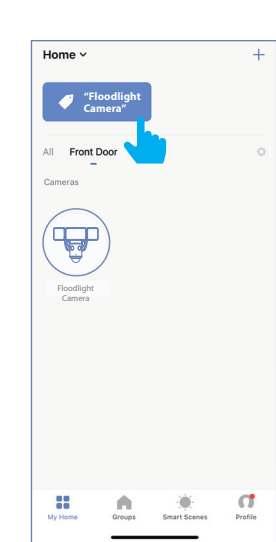 Home
“Floodlight
Camera”
All Front Door
Cameras
Floodlight
Camera
My Home Groups Smart Scenes Profile